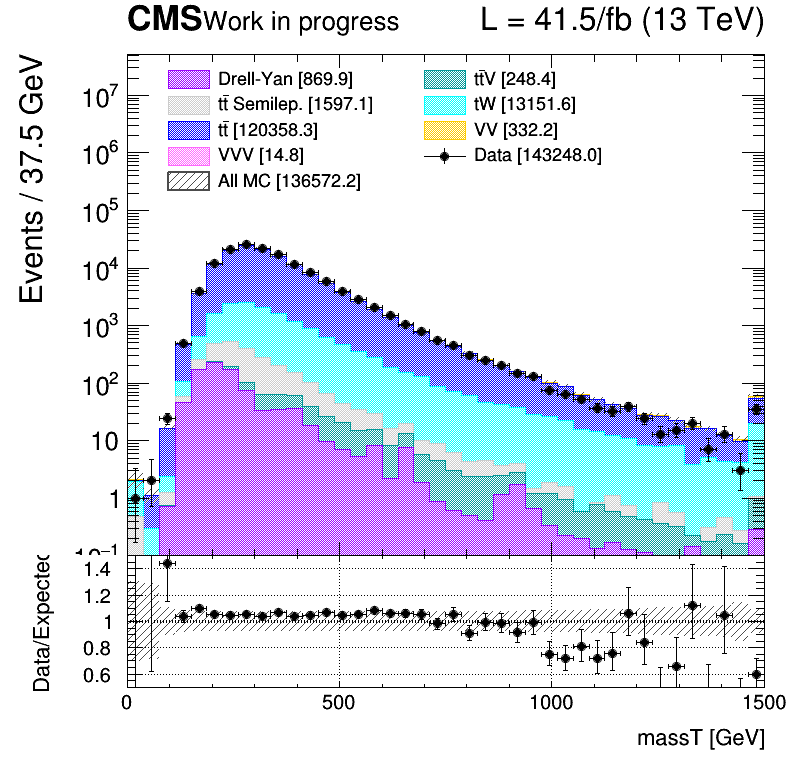 CMS Work in progress L = 41.5/fb (13 TeV)
Events / 37.5 GeV
Drell-Yan [869.9]
tt̄ Semilep. [1597.1]
tt̄ [120358.3]
VVV [14.8]
All MC [136572.2]
tt̄V [248.4]
tW [13151.6]
VV [332.2]
Data [143248.0]
10⁷
10⁶
10⁵
10⁴
10³
10²
10
1
10⁻¹
Data/Expected
1.4
1.2
1
0.8
0.6
0 500 1000 1500
massT [GeV]